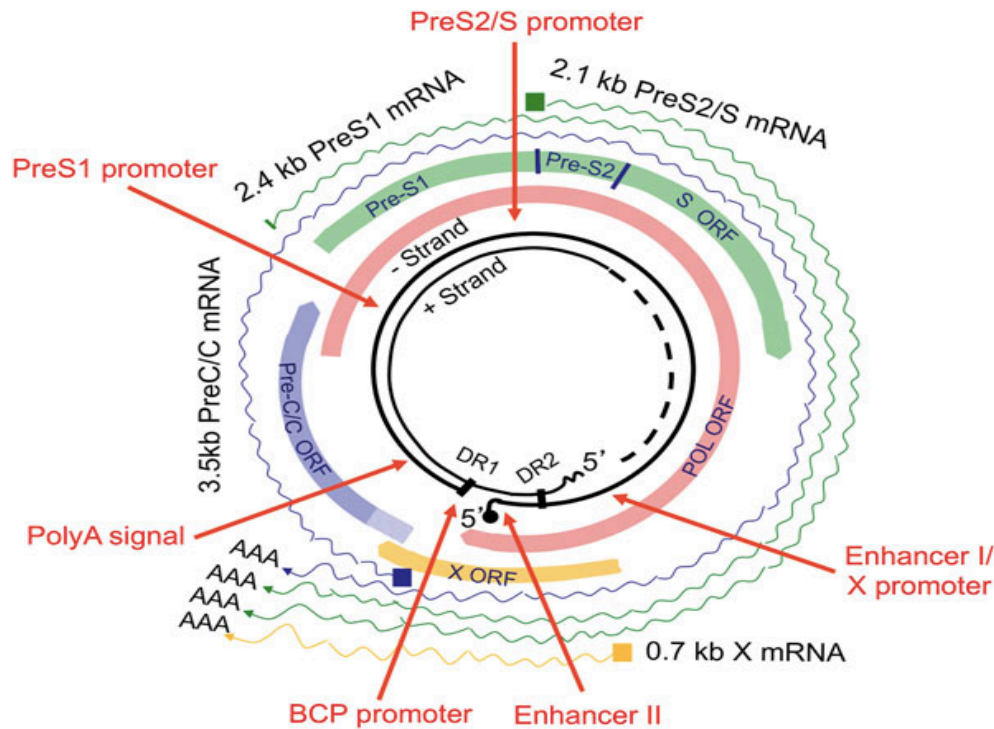 PreS2/S promoter
2.1 kb PreS2/S mRNA
2.4 kb PreS1 mRNA
PreS1 promoter
Pre-S1
Pre-S2
S ORF
- Strand
+ Strand
3.5kb PreC/C mRNA
Pre-C/C ORF
POL ORF
DR1
DR2
5'
5'
PolyA signal
X ORF
Enhancer I/
X promoter
AAA
AAA
AAA
AAA
0.7 kb X mRNA
BCP promoter
Enhancer II